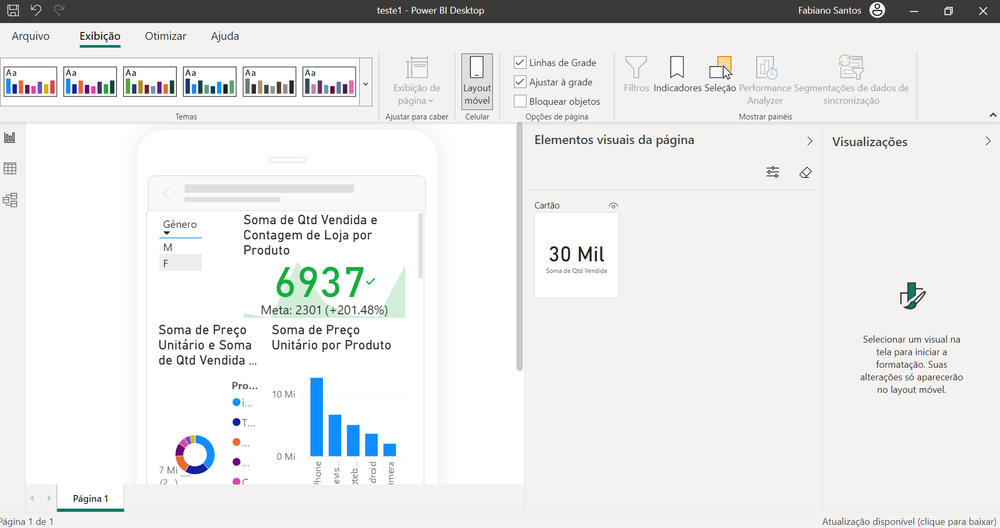 teste1 - Power BI Desktop
Fabiano Santos
Arquivo
Exibição
Otimizar
Ajuda
Aa
Aa
Aa
Aa
Aa
Aa
Temas
Exibição de
página
Ajustar para caber
Layout
móvel
Celular
Linhas de Grade
Ajustar à grade
Bloquear objetos
Opções de página
Filtros
Indicadores
Seleção
Performance
Analyzer
Segmentações de dados de
sincronização
Mostrar painéis
Gênero
M
F
Soma de Qtd Vendida e
Contagem de Loja por
Produto
6937
Meta: 2301 (+201.48%)
Soma de Preço
Unitário e Soma
de Qtd Vendida ...
Pro...
i...
T...
...
...
C
7 Mi
(2...)
Soma de Preço
Unitário por Produto
10 Mi
0 Mi
Phone
evis...
oteb...
droid
âmera
Elementos visuais da página
Cartão
30 Mil
Soma de Qtd Vendida
Visualizações
Selecionar um visual na
tela para iniciar a
formatação. Suas
alterações só aparecerão
no layout móvel.
Página 1
Página 1 de 1
Atualização disponível (clique para baixar)